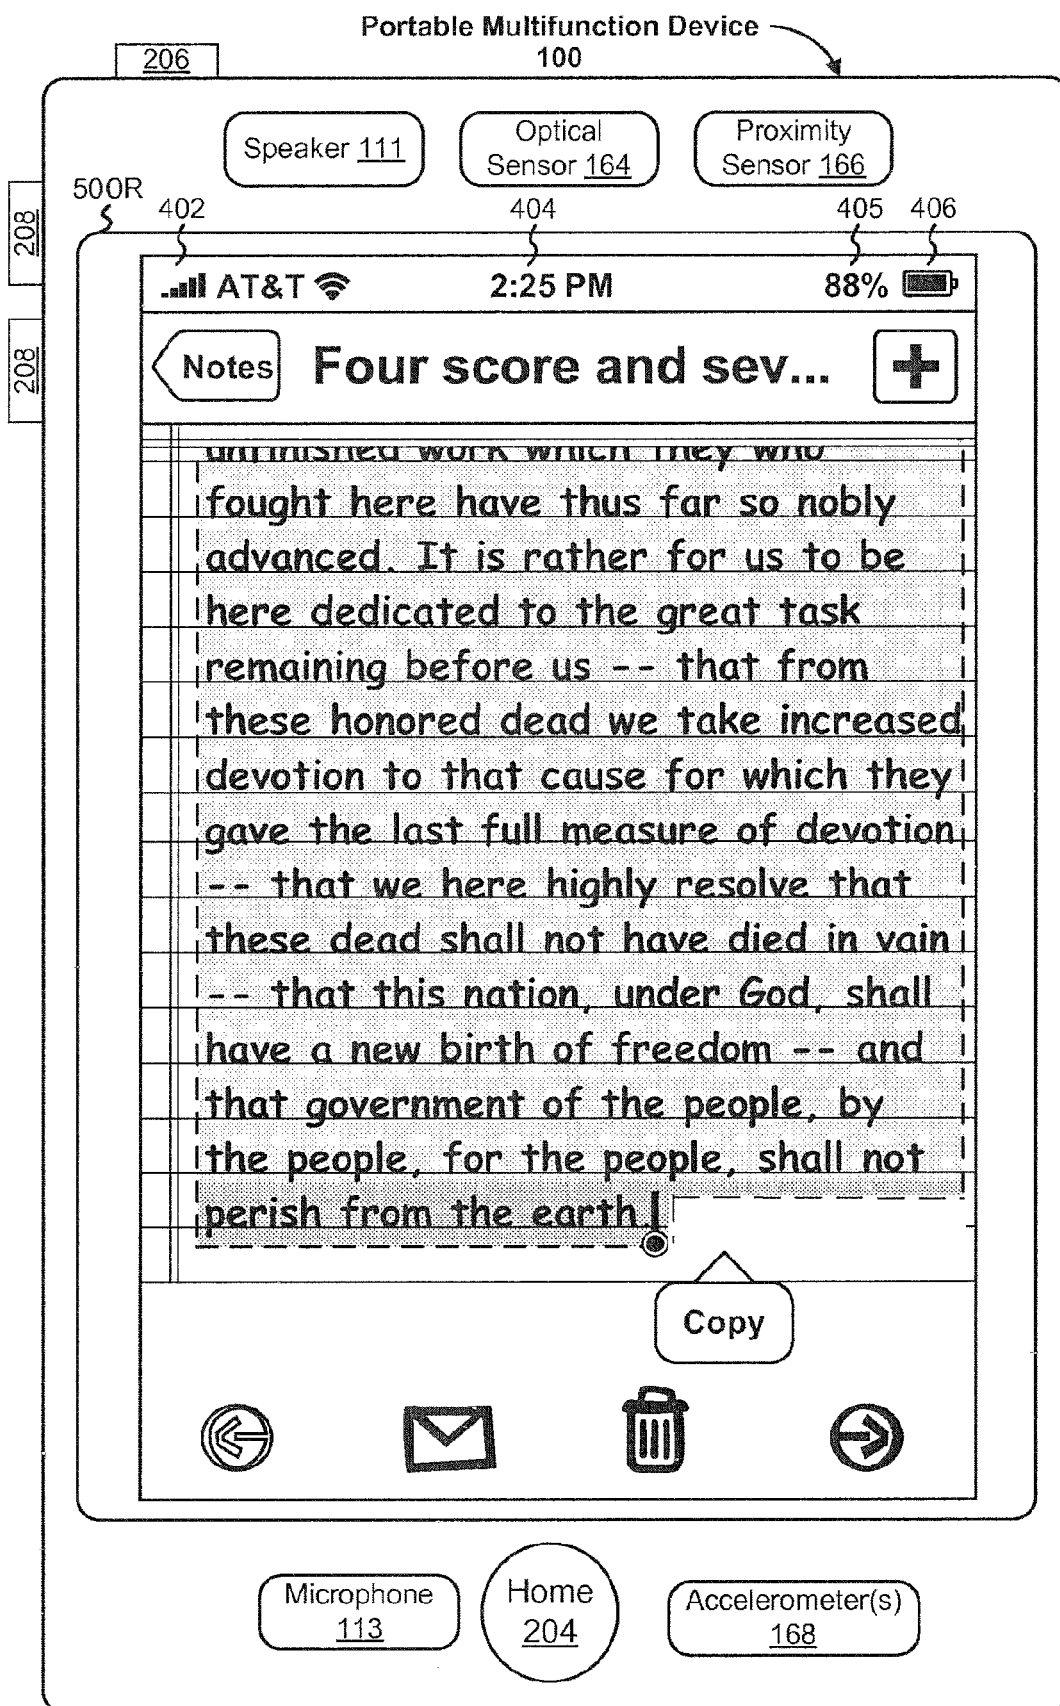 Portable Multifunction Device
100
206
Speaker 111
Optical
Sensor 164
Proximity
Sensor 166
208
500R
402
404
405
406
AT&T
2:25 PM
88%
208
Notes
Four score and sev...
unfinished work which they who
fought here have thus far so nobly
advanced. It is rather for us to be
here dedicated to the great task
remaining before us -- that from
these honored dead we take increased
devotion to that cause for which they
gave the last full measure of devotion
-- that we here highly resolve that
these dead shall not have died in vain
-- that this nation, under God, shall
have a new birth of freedom -- and
that government of the people, by
the people, for the people, shall not
perish from the earth.
Copy
Microphone
113
Home
204
Accelerometer(s)
168